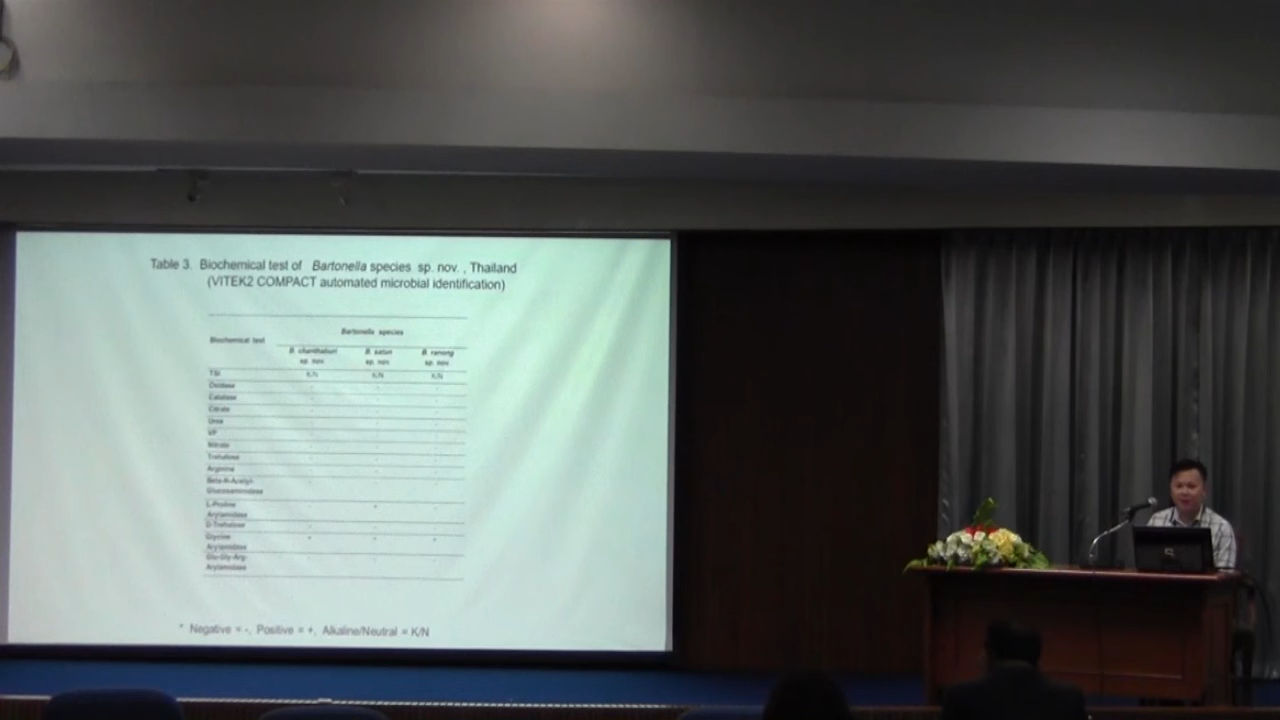 Table 3. Biochemical test of Bartonella species sp. nov. , Thailand
(VITEK2 COMPACT automated microbial identification)
Bartonella species
Biochemical test
B. chanthaburi B. satun B. ranong
sp. nov. sp. nov. sp. nov.
TSI K/N K/N K/N
Oxidase
Catalase
Citrate
Urea
VP
Nitrate
Trehalose
Arginine
Beta-N-Acetyl-
Glucosaminidase
L-Proline
Arylamidase
D-Trehalose
Glycine
Arylamidase
Glu-Gly-Arg-
Arylamidase
* Negative = -, Positive = +, Alkaline/Neutral = K/N